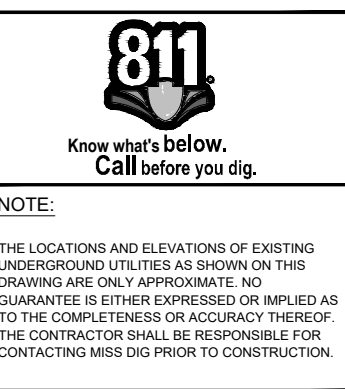 811®
Know what's below.
Call before you dig.
NOTE:
THE LOCATIONS AND ELEVATIONS OF EXISTING
UNDERGROUND UTILITIES AS SHOWN ON THIS
DRAWING ARE ONLY APPROXIMATE. NO
GUARANTEE IS EITHER EXPRESSED OR IMPLIED AS
TO THE COMPLETENESS OR ACCURACY THEREOF.
THE CONTRACTOR SHALL BE RESPONSIBLE FOR
CONTACTING MISS DIG PRIOR TO CONSTRUCTION.